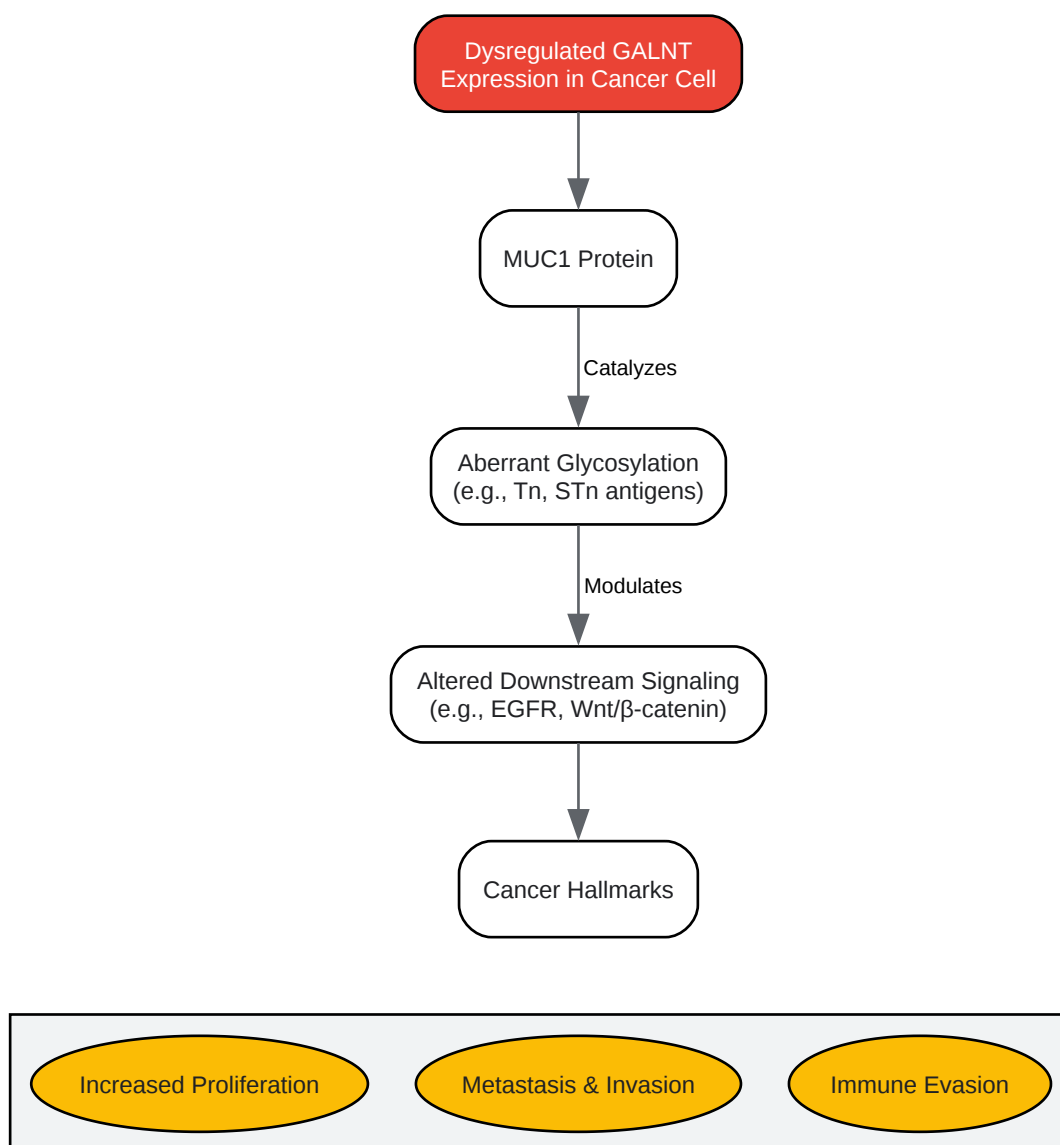 Dysregulated GALNT
Expression in Cancer Cell
MUC1 Protein
Catalyzes
Aberrant Glycosylation
(e.g., Tn, STn antigens)
Modulates
Altered Downstream Signaling
(e.g., EGFR, Wnt/β-catenin)
Cancer Hallmarks
Increased Proliferation
Metastasis & Invasion
Immune Evasion